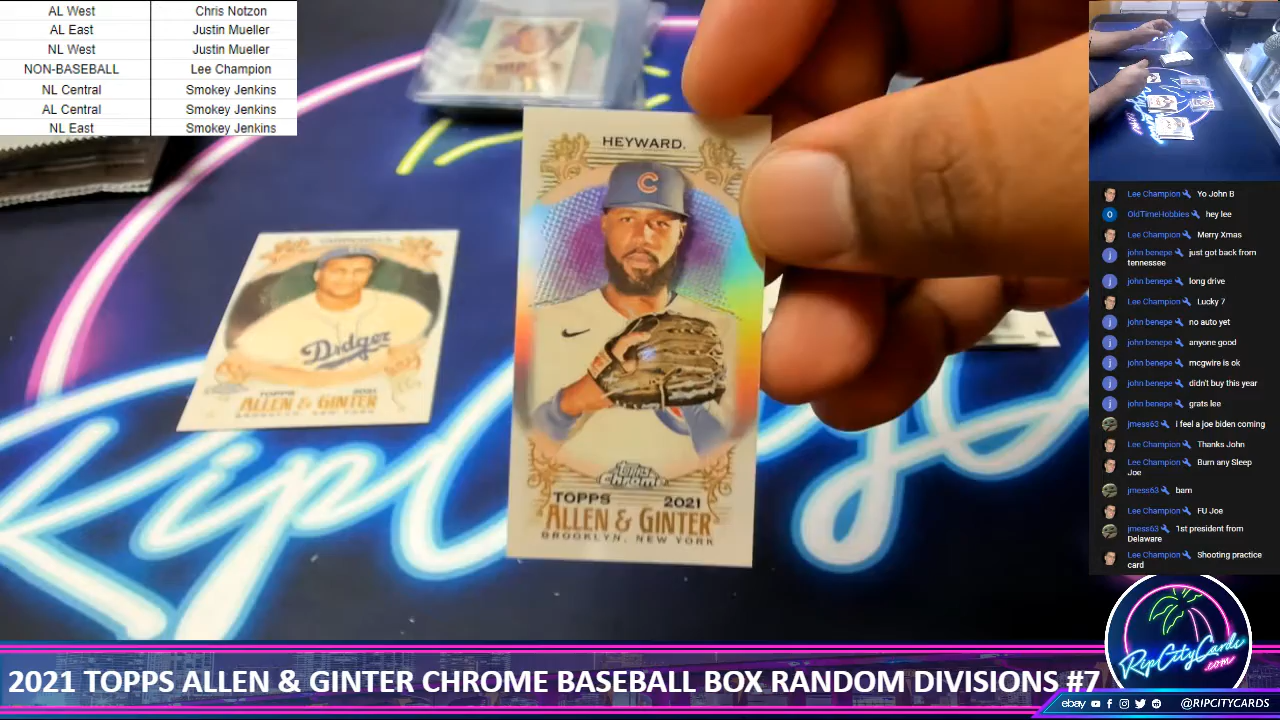 AL West Chris Notzon
AL East Justin Mueller
NL West Justin Mueller
NON-BASEBALL Lee Champion
NL Central Smokey Jenkins
AL Central Smokey Jenkins
NL East Smokey Jenkins
HEYWARD.
C
Topps
Chrome
TOPPS 2021
ALLEN & GINTER
BROOKLYN, NEW YORK
Dodgers
TOPPS 2021
ALLEN & GINTER
BROOKLYN, NEW YORK
Lee Champion Yo John B
OldTimeHobbies hey lee
Lee Champion Merry Xmas
john benepe just got back from
tennessee
john benepe long drive
Lee Champion Lucky 7
john benepe no auto yet
john benepe anyone good
john benepe mcgwire is ok
john benepe didn't buy this year
john benepe grats lee
jmess63 i feel a joe biden coming
Lee Champion Thanks John
Lee Champion Burn any Sleep
Joe
jmess63 bam
Lee Champion FU Joe
jmess63 1st president from
Delaware
Lee Champion Shooting practice
card
RipCityCards
.com
2021 TOPPS ALLEN & GINTER CHROME BASEBALL BOX RANDOM DIVISIONS #7
ebay @RIPCITYCARDS